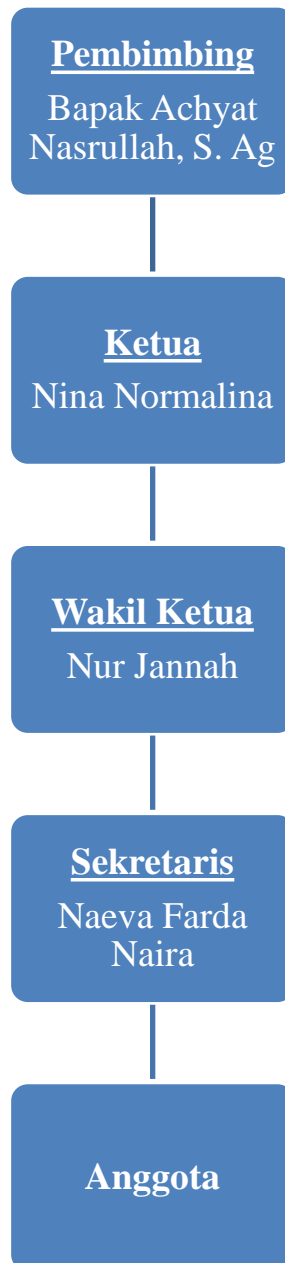 Pembimbing
Bapak Achyat
Nasrullah, S. Ag
Ketua
Nina Normalina
Wakil Ketua
Nur Jannah
Sekretaris
Naeva Farda
Naira
Anggota